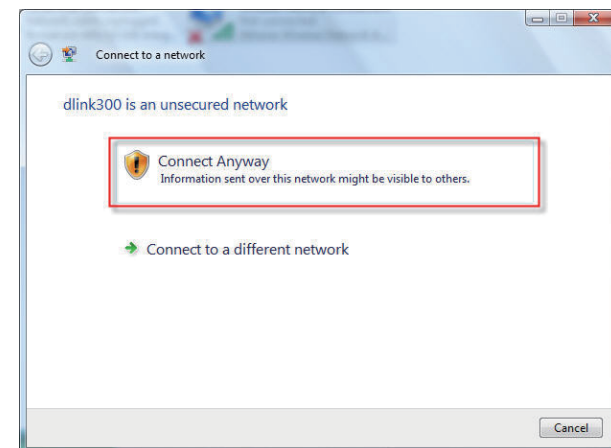 Connect to a network
dlink300 is an unsecured network
Connect Anyway
Information sent over this network might be visible to others.
Connect to a different network
Cancel